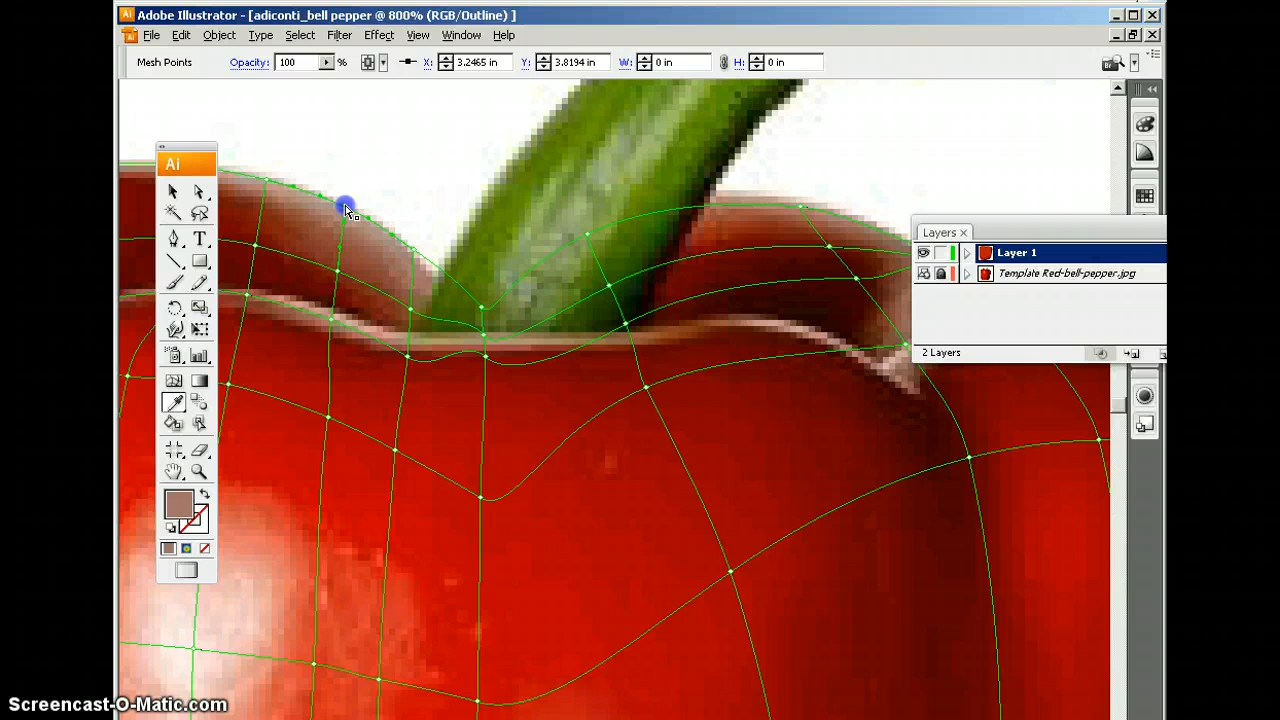 Adobe Illustrator - [adiconti_bell pepper @ 800% (RGB/Outline) ]
File Edit Object Type Select Filter Effect View Window Help
Mesh Points Opacity: 100 % X: 3.2465 in Y: 3.8194 in W: 0 in H: 0 in
Ai
Layers x
Layer 1
Template Red-bell-pepper.jpg
2 Layers
Screencast-O-Matic.com